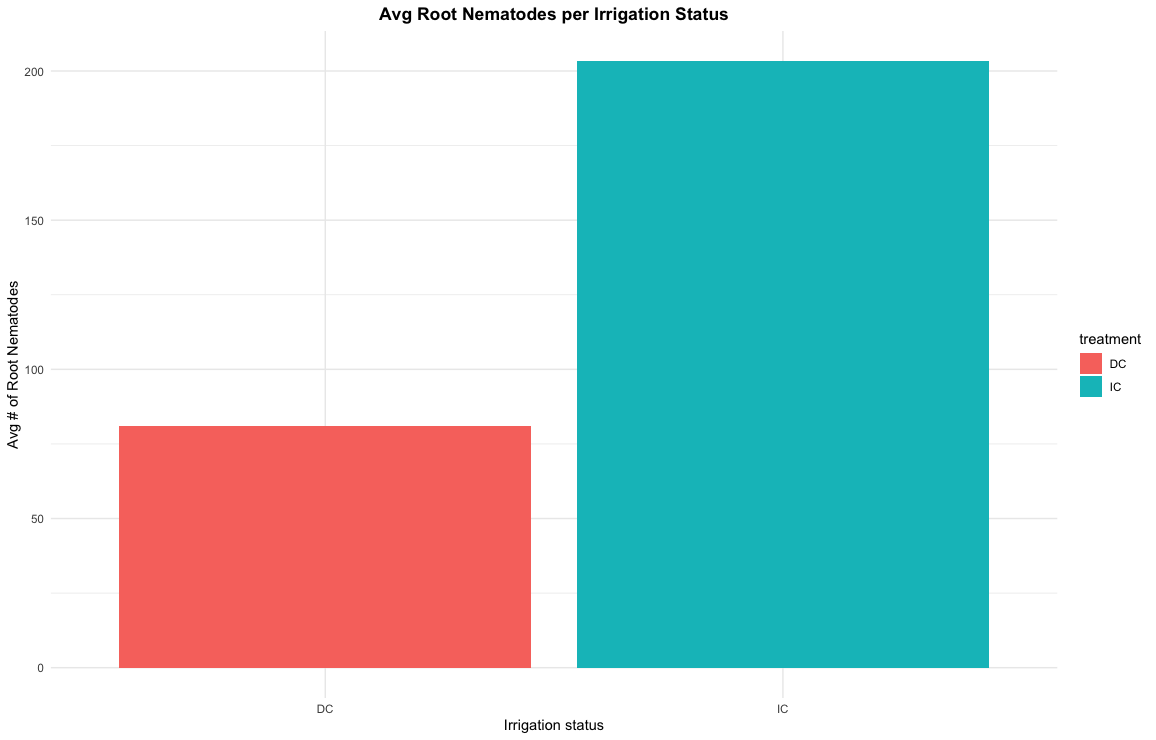 Avg Root Nematodes per Irrigation Status
Avg # of Root Nematodes
200
150
100
50
0
DC
IC
Irrigation status
treatment
DC
IC